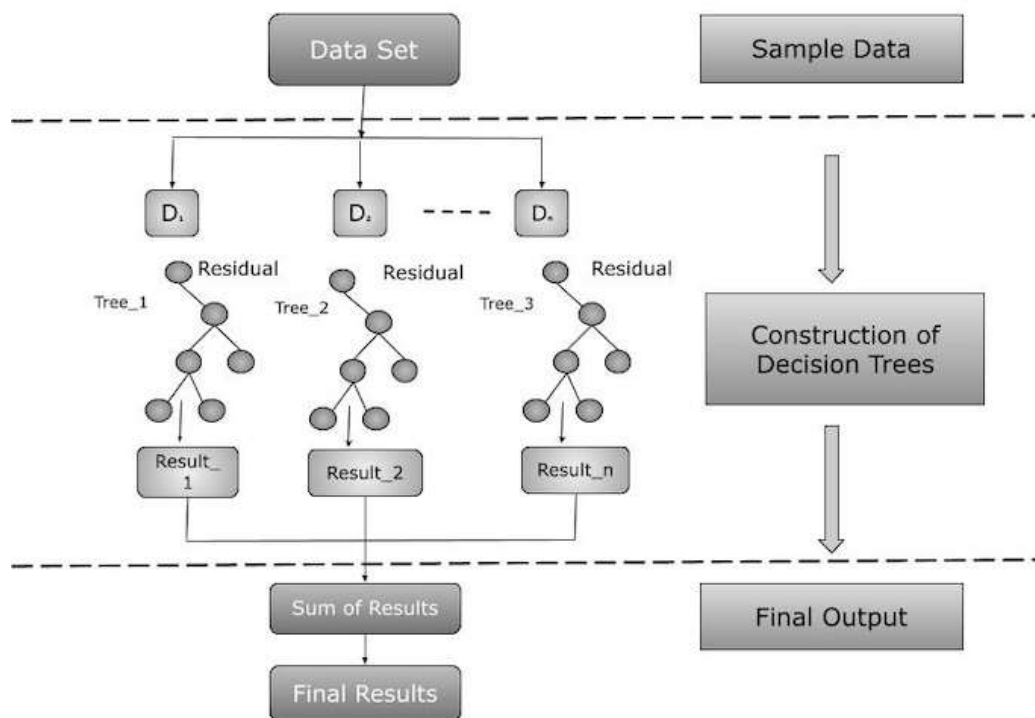 Data Set
Sample Data
D₁
D₂
Dₙ
Residual
Residual
Residual
Tree_1
Tree_2
Tree_3
Construction of
Decision Trees
Result_
1
Result_2
Result_n
Sum of Results
Final Output
Final Results